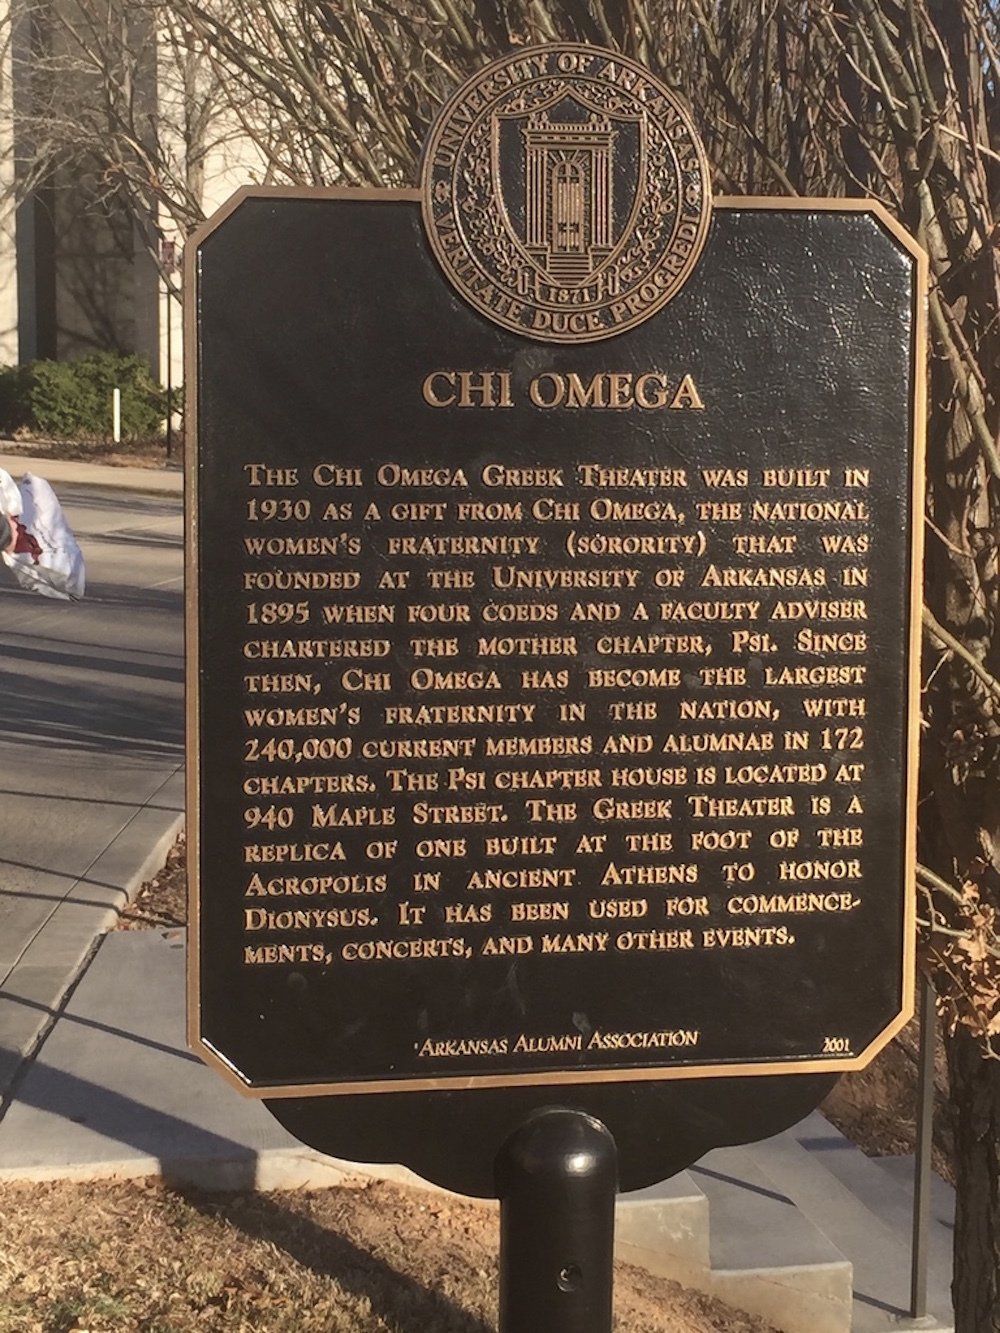 UNIVERSITY OF ARKANSAS
VERITATE DUCE PROGREDI
1871
CHI OMEGA
THE CHI OMEGA GREEK THEATER WAS BUILT IN
1930 AS A GIFT FROM CHI OMEGA, THE NATIONAL
WOMEN'S FRATERNITY (SORORITY) THAT WAS
FOUNDED AT THE UNIVERSITY OF ARKANSAS IN
1895 WHEN FOUR COEDS AND A FACULTY ADVISER
CHARTERED THE MOTHER CHAPTER, PSI. SINCE
THEN, CHI OMEGA HAS BECOME THE LARGEST
WOMEN'S FRATERNITY IN THE NATION, WITH
240,000 CURRENT MEMBERS AND ALUMNAE IN 172
CHAPTERS. THE PSI CHAPTER HOUSE IS LOCATED AT
940 MAPLE STREET. THE GREEK THEATER IS A
REPLICA OF ONE BUILT AT THE FOOT OF THE
ACROPOLIS IN ANCIENT ATHENS TO HONOR
DIONYSUS. IT HAS BEEN USED FOR COMMENCE-
MENTS, CONCERTS, AND MANY OTHER EVENTS.
ARKANSAS ALUMNI ASSOCIATION
2001